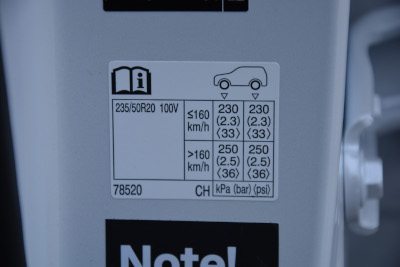 235/50R20 100V
≤160 km/h
230 230
(2.3) (2.3)
(33) (33)
>160 km/h
250 250
(2.5) (2.5)
(36) (36)
78520 CH kPa (bar) (psi)
Note!